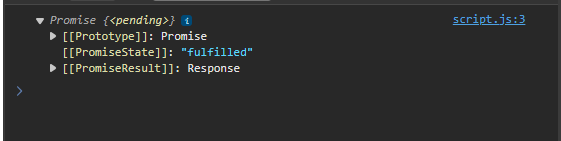 Promise {<pending>} i script.js:3
[[Prototype]]: Promise
[[PromiseState]]: "fulfilled"
[[PromiseResult]]: Response